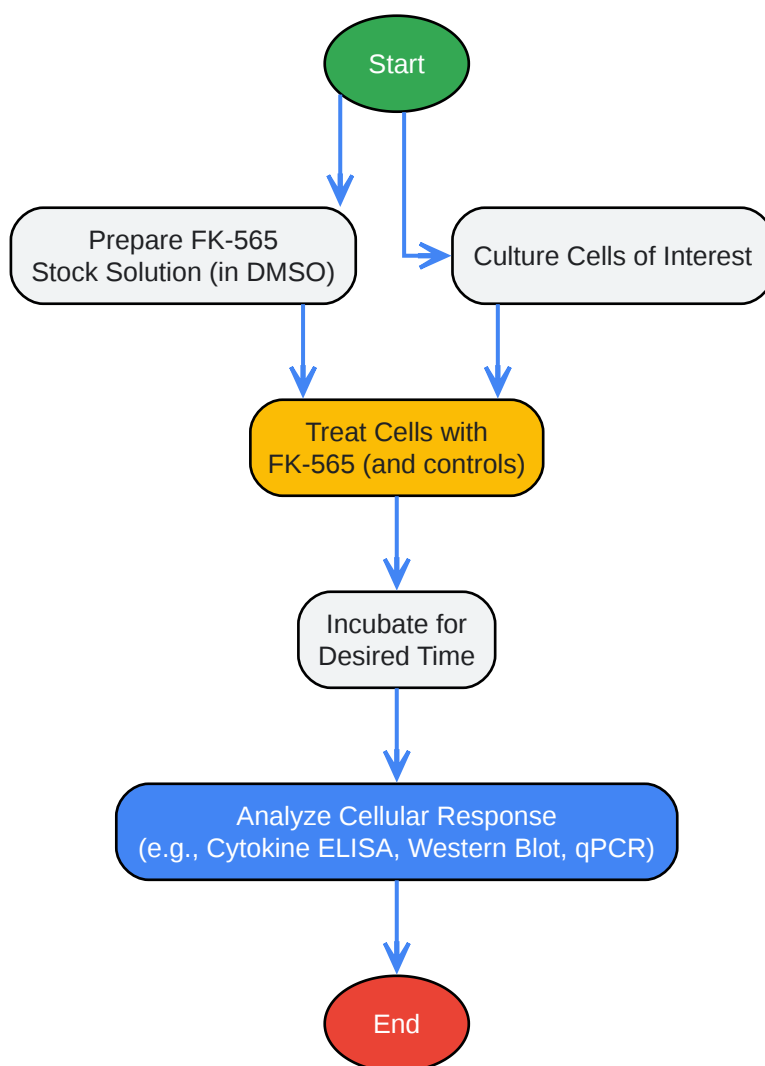 Start
Prepare FK-565
Stock Solution (in DMSO)
Culture Cells of Interest
Treat Cells with
FK-565 (and controls)
Incubate for
Desired Time
Analyze Cellular Response
(e.g., Cytokine ELISA, Western Blot, qPCR)
End